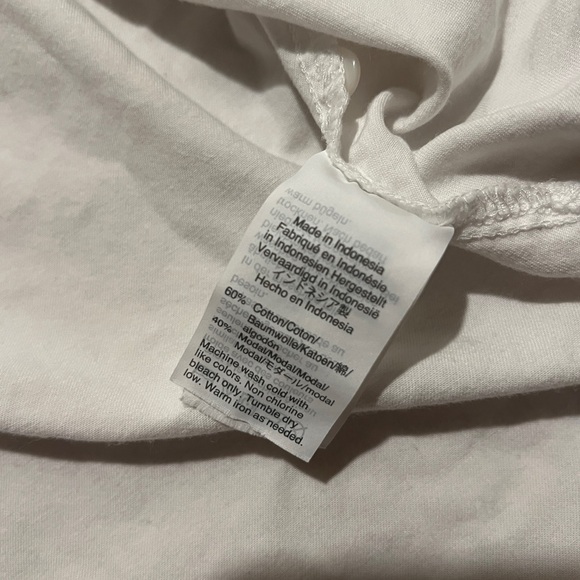 Made in Indonesia
Fabriqué en Indonésie
in Indonesien Hergestellt
Vervaardigd in Indonesië
インドネシア製
Hecho en Indonesia
60% Cotton/Coton/
Baumwolle/Katoen/綿/
algodón
40% Modal/Modal/Modal/
Modal/モダール/modal
Machine wash cold with
like colors. Non chlorine
bleach only. Tumble dry
low. Warm iron as needed.